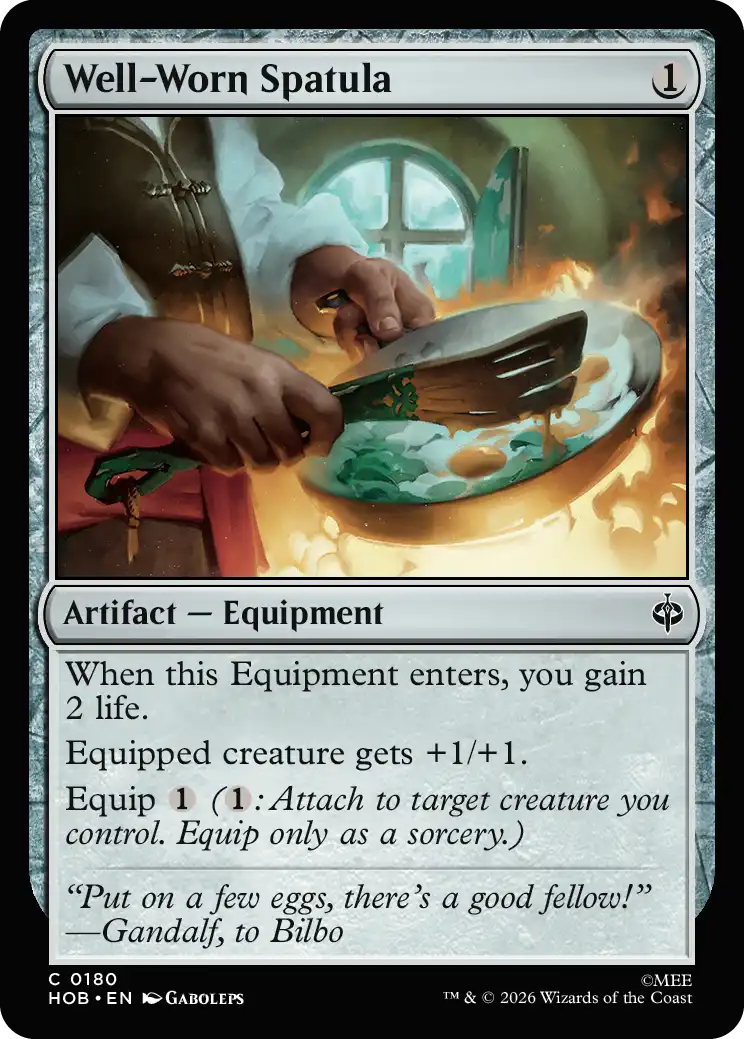 Well-Worn Spatula 1
Artifact — Equipment
When this Equipment enters, you gain
2 life.
Equipped creature gets +1/+1.
Equip 1 (1: Attach to target creature you
control. Equip only as a sorcery.)
“Put on a few eggs, there’s a good fellow!”
—Gandalf, to Bilbo
C 0180
HOB • EN Gaboleps
©MEE
™ & © 2026 Wizards of the Coast